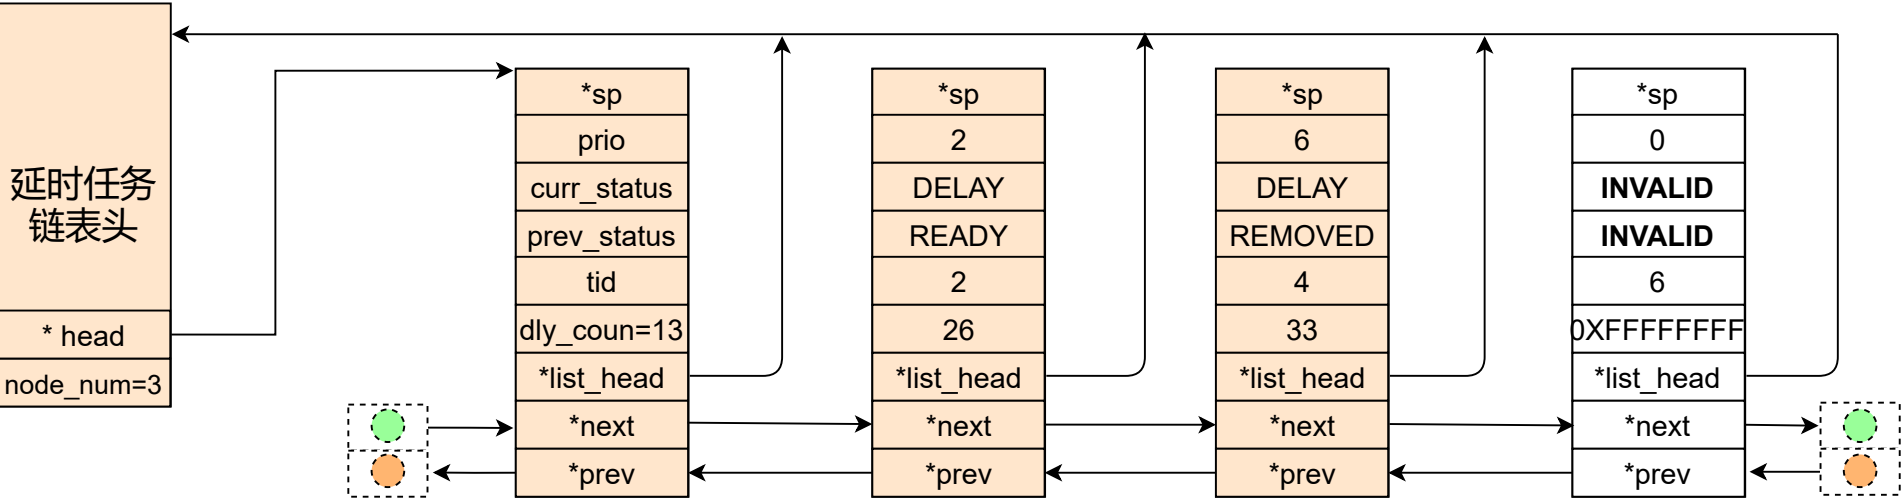 延时任务
链表头
* head
node_num=3
*sp
prio
curr_status
prev_status
tid
dly_coun=13
*list_head
*next
*prev
*sp
2
DELAY
READY
2
26
*list_head
*next
*prev
*sp
6
DELAY
REMOVED
4
33
*list_head
*next
*prev
*sp
0
INVALID
INVALID
6
0XFFFFFFFF
*list_head
*next
*prev